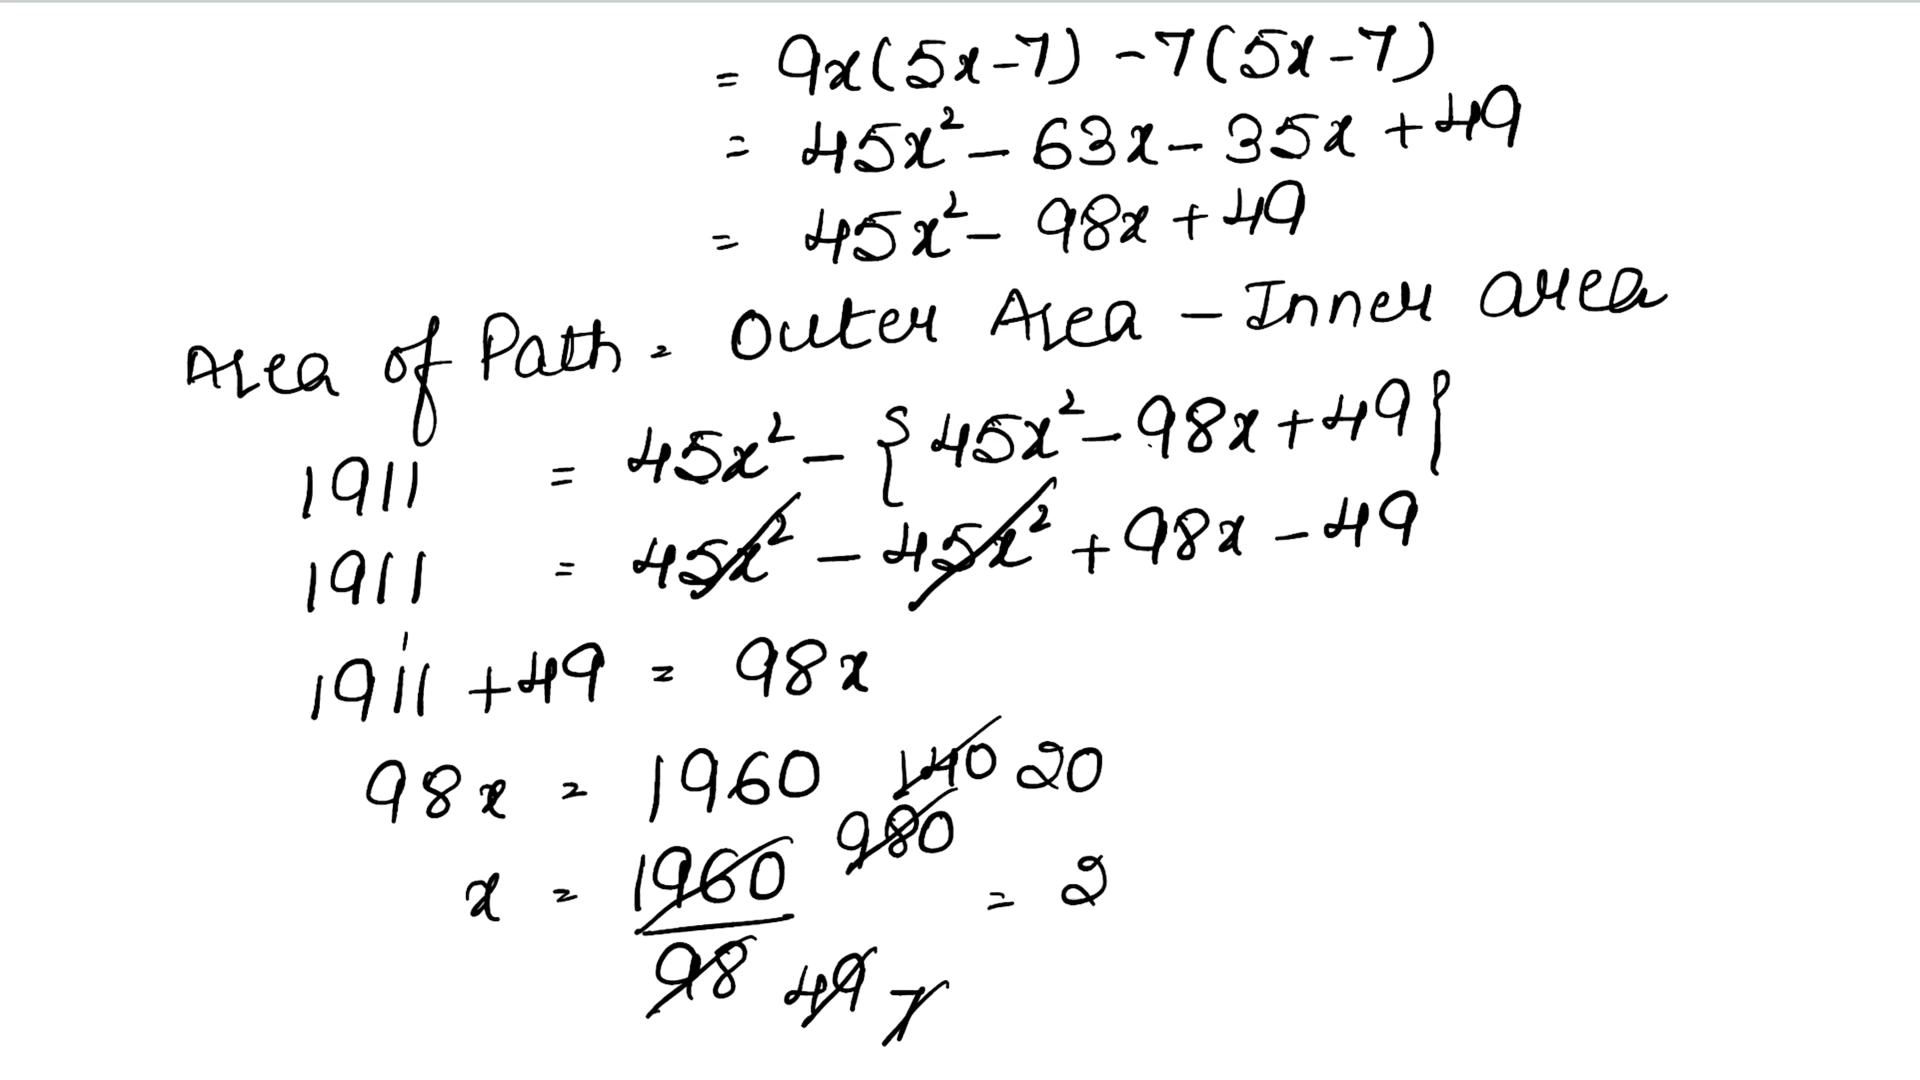 = 9x(5x-7) -7(5x-7)
= 45x² - 63x - 35x + 49
= 45x² - 98x + 49
Area of Path = Outer Area - Inner area
1911 = 45x² - {45x² - 98x + 49}
1911 = 45x² - 45x² + 98x - 49
1911 + 49 = 98x
98x = 1960 140 20
x = 1960/98 980 49 7 = 2